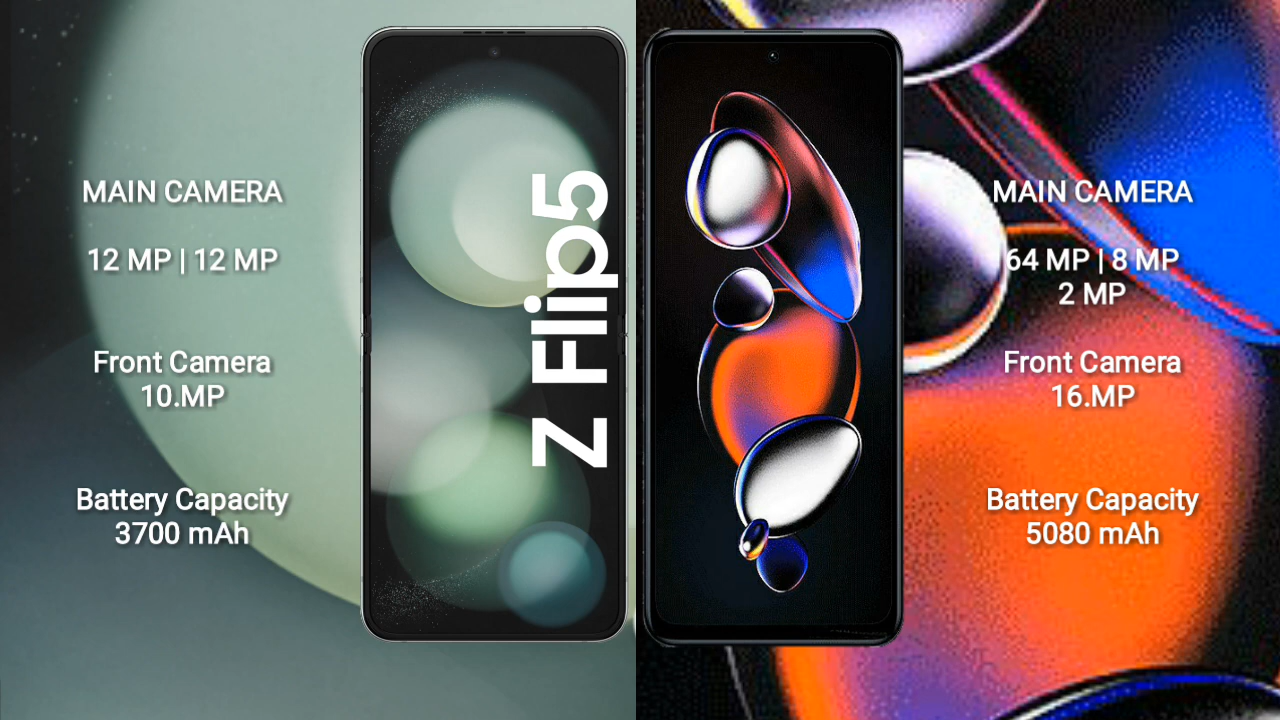 MAIN CAMERA
12 MP | 12 MP
Front Camera
10.MP
Battery Capacity
3700 mAh
Z Flip5
MAIN CAMERA
64 MP | 8 MP
2 MP
Front Camera
16.MP
Battery Capacity
5080 mAh